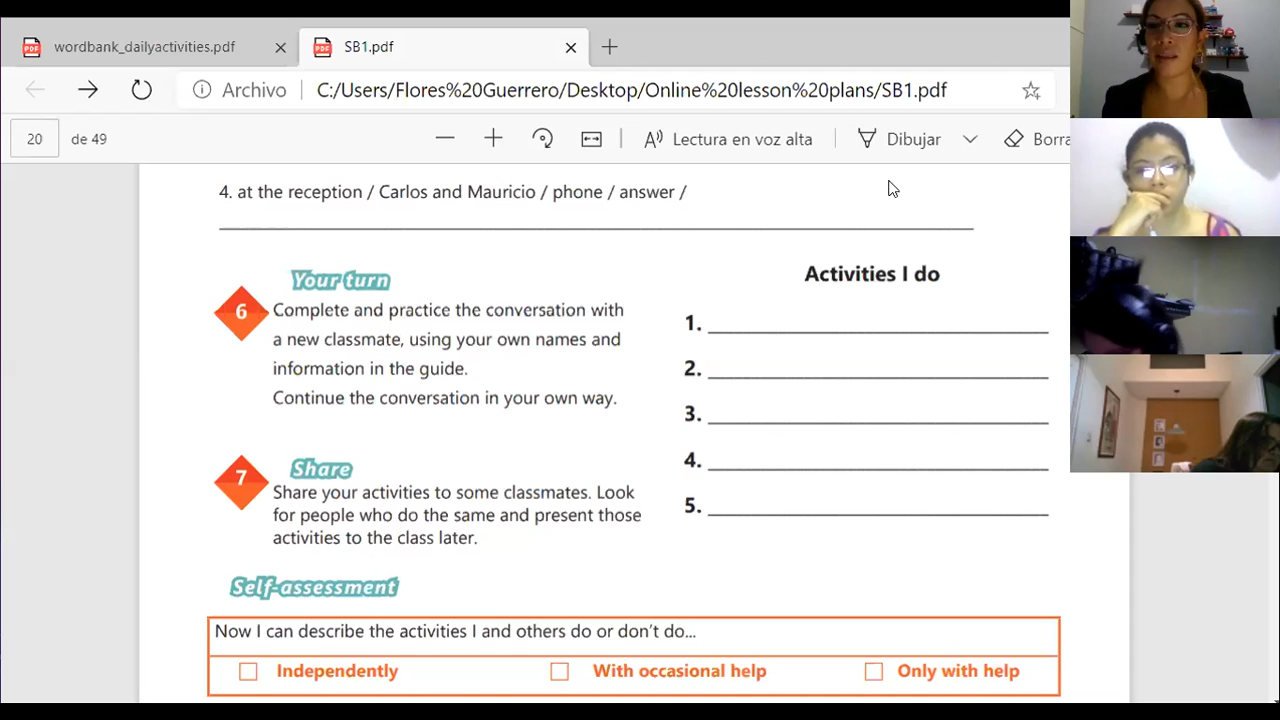 wordbank_dailyactivities.pdf
SB1.pdf
Archivo
C:/Users/Flores%20Guerrero/Desktop/Online%20lesson%20plans/SB1.pdf
20 de 49
Lectura en voz alta
Dibujar
Borra
4. at the reception / Carlos and Mauricio / phone / answer /
Your turn
6
Complete and practice the conversation with
a new classmate, using your own names and
information in the guide.
Continue the conversation in your own way.
Activities I do
1.
2.
3.
4.
5.
Share
7
Share your activities to some classmates. Look
for people who do the same and present those
activities to the class later.
Self-assessment
Now I can describe the activities I and others do or don't do...
Independently
With occasional help
Only with help